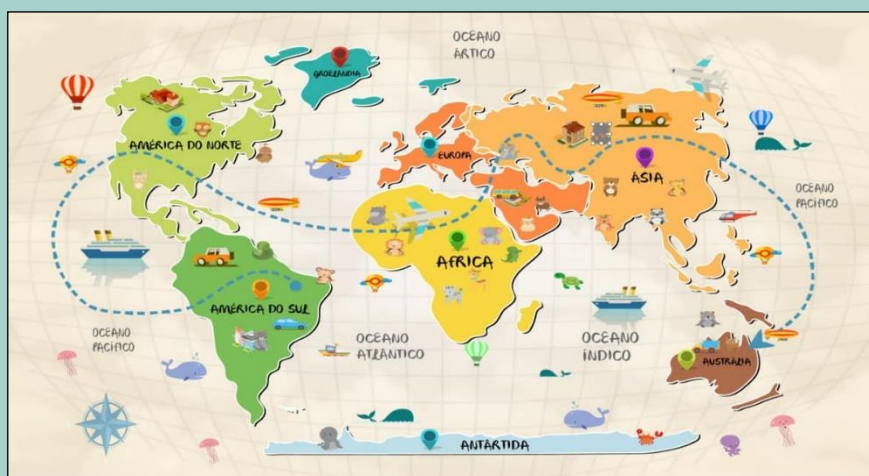 OCEANO
ÁRTICO
GROELÂNDIA
AMÉRICA DO NORTE
EUROPA
ÁSIA
OCEANO
PACÍFICO
ÁFRICA
AMÉRICA DO SUL
OCEANO
PACÍFICO
OCEANO
ATLÂNTICO
OCEANO
ÍNDICO
AUSTRÁLIA
ANTÁRTIDA